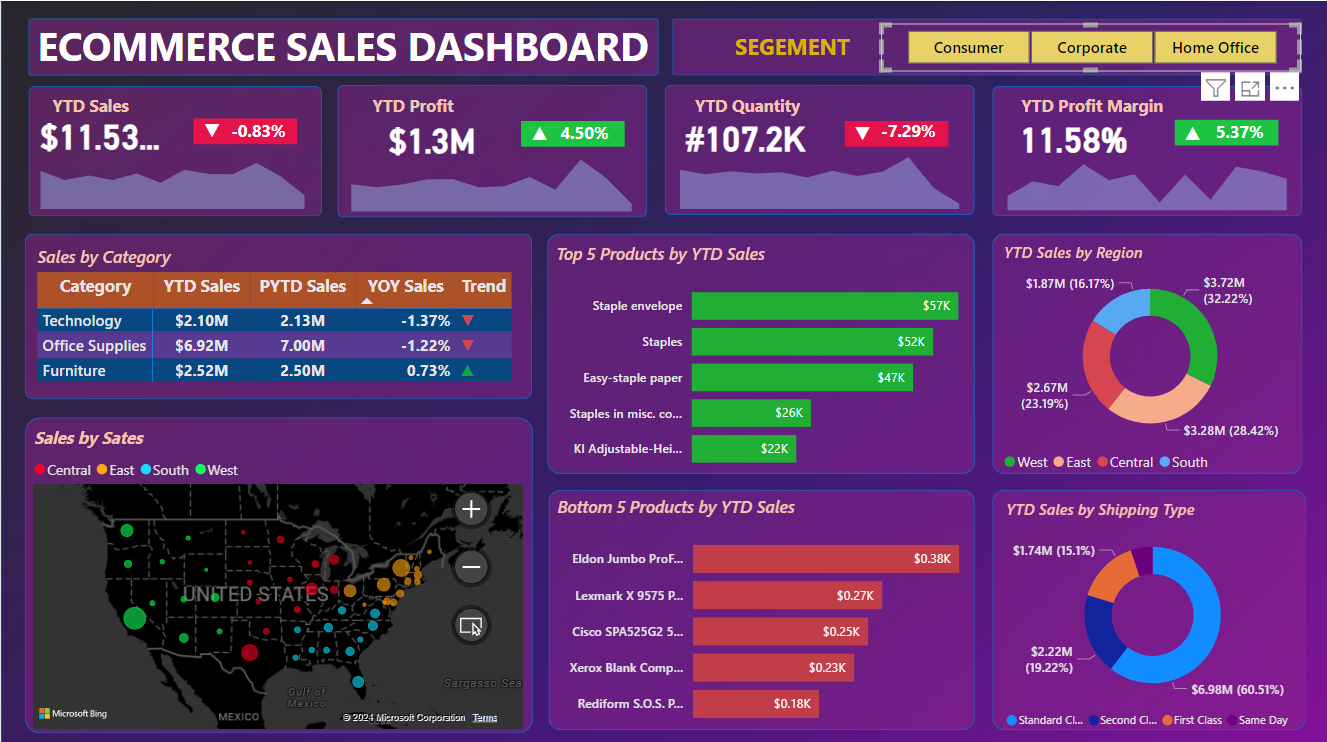 ECOMMERCE SALES DASHBOARD
SEGEMENT
Consumer
Corporate
Home Office
YTD Sales
$11.53...
▼ -0.83%
YTD Profit
$1.3M
▲ 4.50%
YTD Quantity
#107.2K
▼ -7.29%
YTD Profit Margin
11.58%
▲ 5.37%
Sales by Category
Category YTD Sales PYTD Sales YOY Sales Trend
Technology $2.10M 2.13M -1.37% ▼
Office Supplies $6.92M 7.00M -1.22% ▼
Furniture $2.52M 2.50M 0.73% ▲
Top 5 Products by YTD Sales
Staple envelope $57K
Staples $52K
Easy-staple paper $47K
Staples in misc. co... $26K
KI Adjustable-Hei... $22K
YTD Sales by Region
$1.87M (16.17%)
$3.72M
(32.22%)
$2.67M
(23.19%)
$3.28M (28.42%)
West East Central South
Sales by Sates
Central East South West
UNITED STATES
Gulf of
Mexico
Sargasso Sea
MEXICO
Microsoft Bing
© 2024 Microsoft Corporation Terms
Bottom 5 Products by YTD Sales
Eldon Jumbo ProF... $0.38K
Lexmark X 9575 P... $0.27K
Cisco SPA525G2 5... $0.25K
Xerox Blank Comp... $0.23K
Rediform S.O.S. P... $0.18K
YTD Sales by Shipping Type
$1.74M (15.1%)
$2.22M
(19.22%)
$6.98M (60.51%)
Standard Cl... Second Cl... First Class Same Day